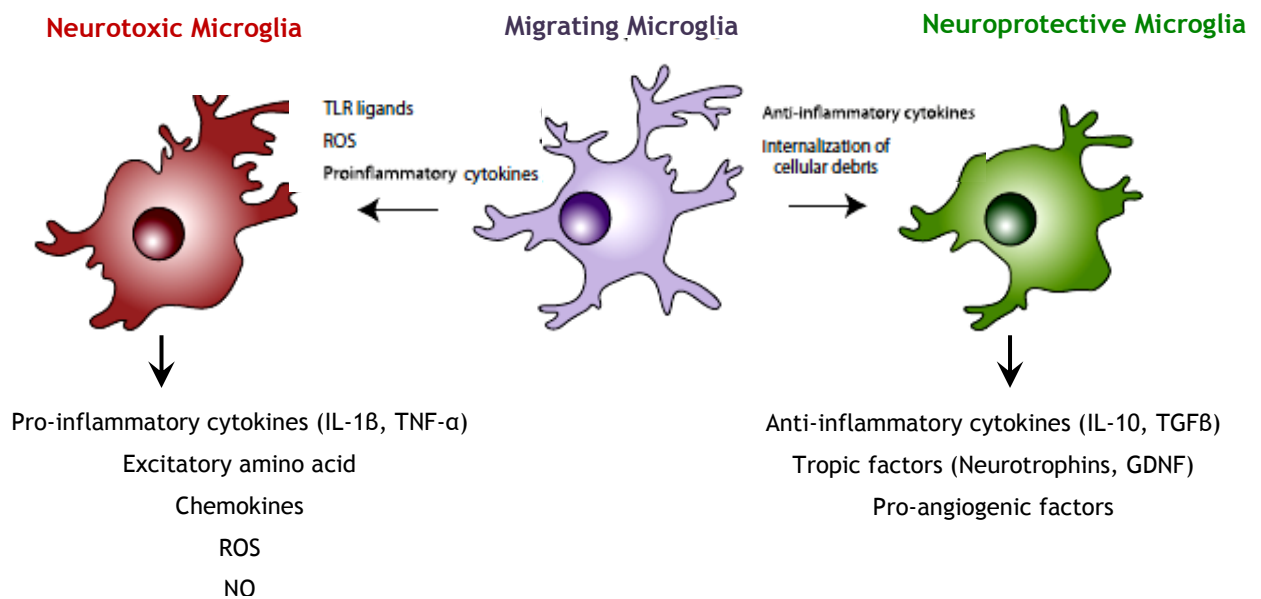 Neurotoxic Microglia
Migrating Microglia
Neuroprotective Microglia
TLR ligands
ROS
Proinflammatory cytokines
Anti-inflammatory cytokines
Internalization of
cellular debris
Pro-inflammatory cytokines (IL-1ß, TNF-α)
Excitatory amino acid
Chemokines
ROS
NO
Anti-inflammatory cytokines (IL-10, TGFß)
Tropic factors (Neurotrophins, GDNF)
Pro-angiogenic factors